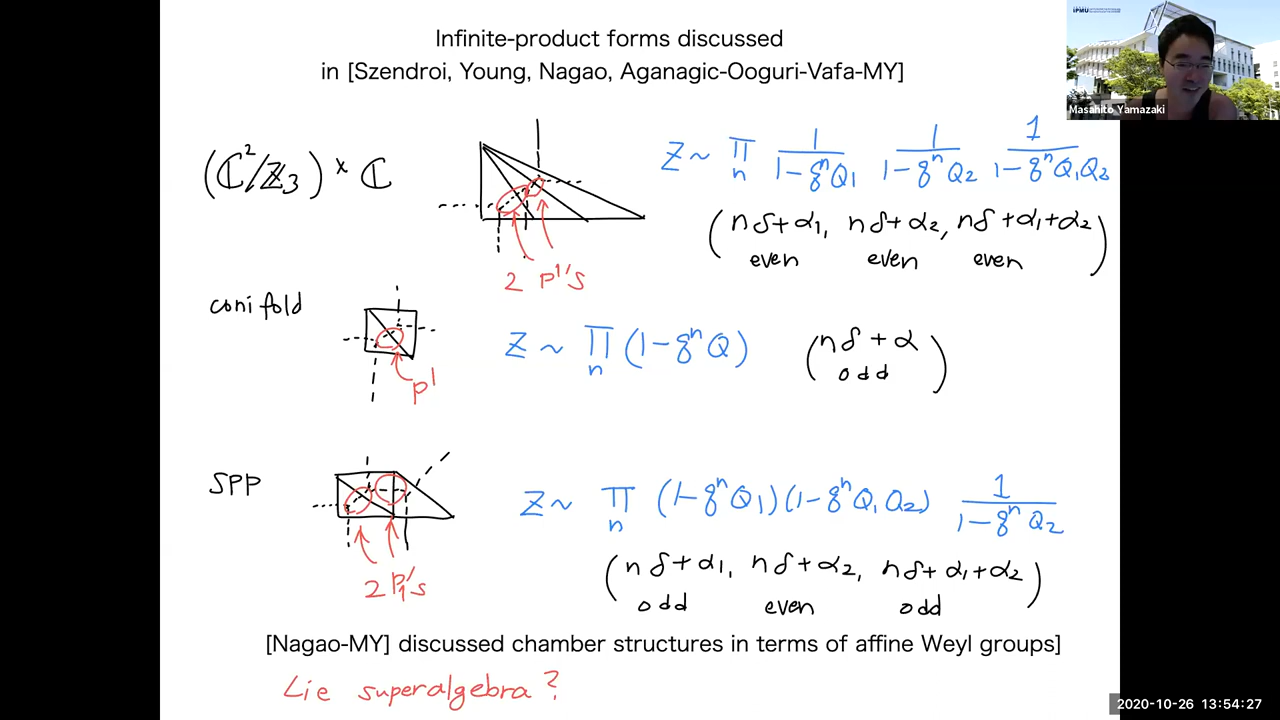 Infinite-product forms discussed
in [Szendroi, Young, Nagao, Aganagic-Ooguri-Vafa-MY]
IPMU
Masahito Yamazaki
(ℂ²/ℤ₃) × ℂ
2 P¹'s
Z ~ ∏ₙ 1/(1-qⁿQ₁) 1/(1-qⁿQ₂) 1/(1-qⁿQ₁Q₂)
(nδ+α₁, nδ+α₂, nδ+α₁+α₂)
even even even
conifold
P¹
Z ~ ∏ₙ (1-qⁿQ)
(nδ+α)
odd
SPP
2 P¹'s
Z ~ ∏ₙ (1-qⁿQ₁)(1-qⁿQ₁Q₂) 1/(1-qⁿQ₂)
(nδ+α₁, nδ+α₂, nδ+α₁+α₂)
odd even odd
[Nagao-MY] discussed chamber structures in terms of affine Weyl groups]
Lie superalgebra?
2020-10-26 13:54:27